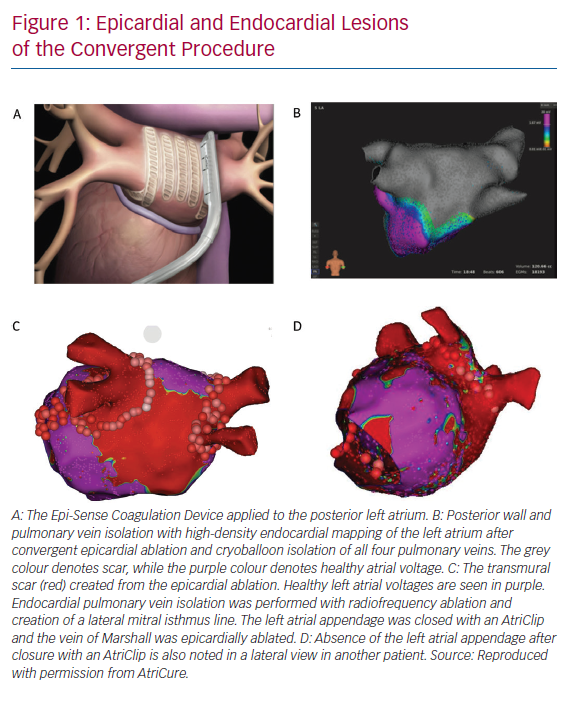 Figure 1: Epicardial and Endocardial Lesions
of the Convergent Procedure
A
B
C
D
A: The Epi-Sense Coagulation Device applied to the posterior left atrium. B: Posterior wall and
pulmonary vein isolation with high-density endocardial mapping of the left atrium after
convergent epicardial ablation and cryoballoon isolation of all four pulmonary veins. The grey
colour denotes scar, while the purple colour denotes healthy atrial voltage. C: The transmural
scar (red) created from the epicardial ablation. Healthy left atrial voltages are seen in purple.
Endocardial pulmonary vein isolation was performed with radiofrequency ablation and
creation of a lateral mitral isthmus line. The left atrial appendage was closed with an AtriClip
and the vein of Marshall was epicardially ablated. D: Absence of the left atrial appendage after
closure with an AtriClip is also noted in a lateral view in another patient. Source: Reproduced
with permission from AtriCure.